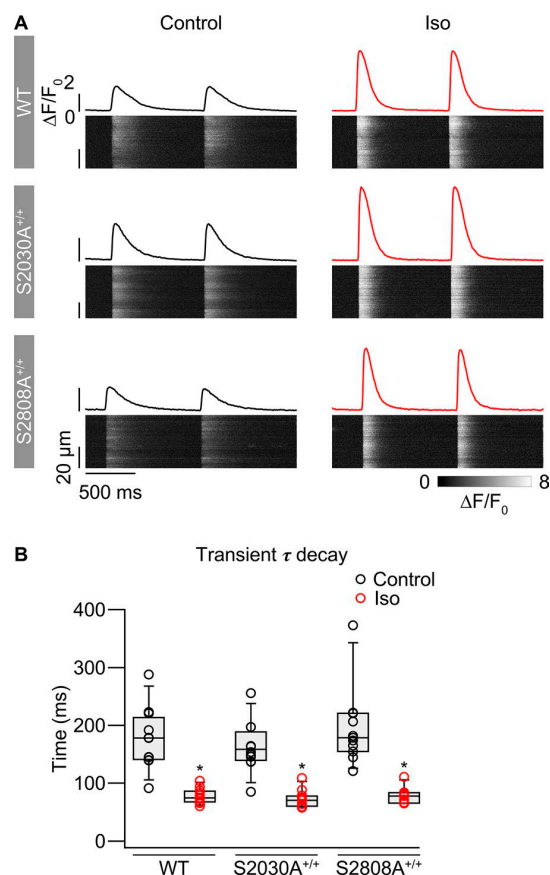 A
Control
Iso
WT
ΔF/F0
2
0
S2030A+/+
S2808A+/+
20 µm
500 ms
0
8
ΔF/F0
B
Transient τ decay
Control
Iso
Time (ms)
400
300
200
100
0
*
*
*
WT
S2030A+/+
S2808A+/+